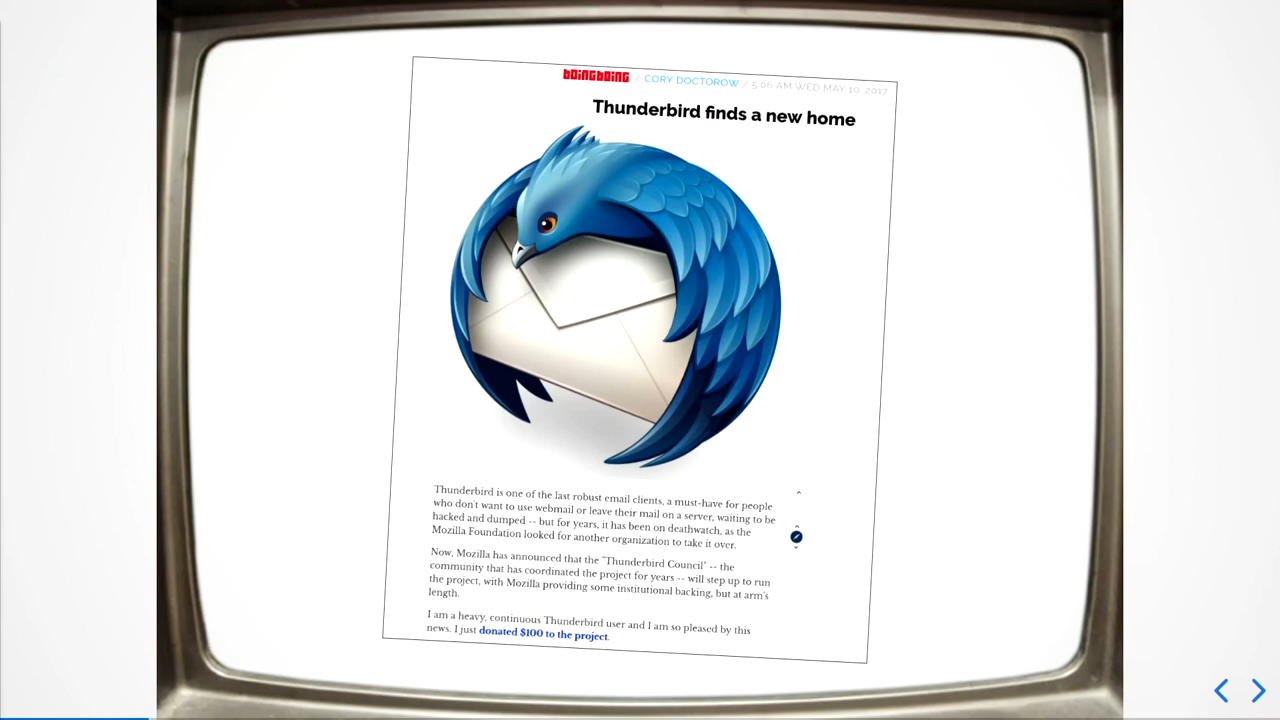 boingboing / CORY DOCTOROW / 5:06 AM WED MAY 10, 2017
Thunderbird finds a new home
Thunderbird is one of the last robust email clients, a must-have for people
who don't want to use webmail or leave their mail on a server, waiting to be
hacked and dumped -- but for years, it has been on deathwatch, as the
Mozilla Foundation looked for another organization to take it over.
Now, Mozilla has announced that the "Thunderbird Council" -- the
community that has coordinated the project for years -- will step up to run
the project, with Mozilla providing some institutional backing, but at arm's
length.
I am a heavy, continuous Thunderbird user and I am so pleased by this
news. I just donated $100 to the project.